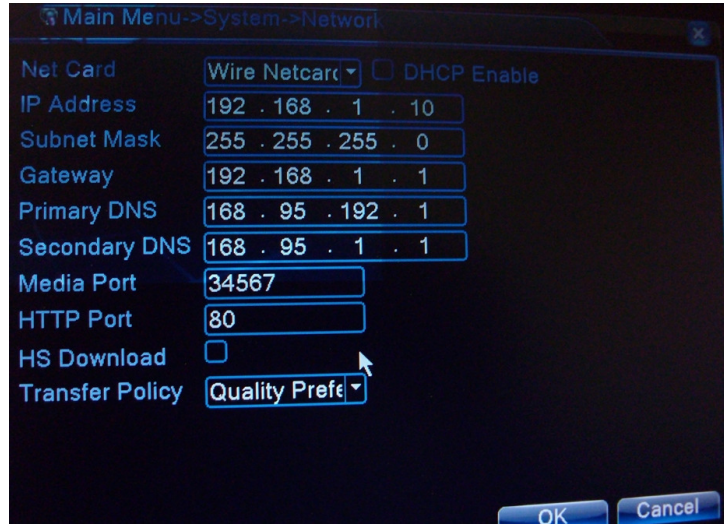 Main Menu->System->Network
Net Card Wire Netcarc DHCP Enable
IP Address 192 . 168 . 1 . 10
Subnet Mask 255 . 255 . 255 . 0
Gateway 192 . 168 . 1 . 1
Primary DNS 168 . 95 . 192 . 1
Secondary DNS 168 . 95 . 1 . 1
Media Port 34567
HTTP Port 80
HS Download
Transfer Policy Quality Prefe
OK Cancel